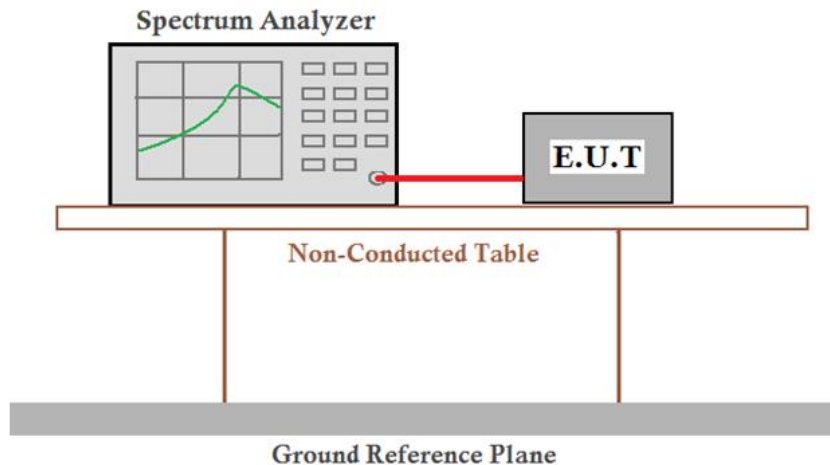 Spectrum Analyzer
E.U.T
Non-Conducted Table
Ground Reference Plane